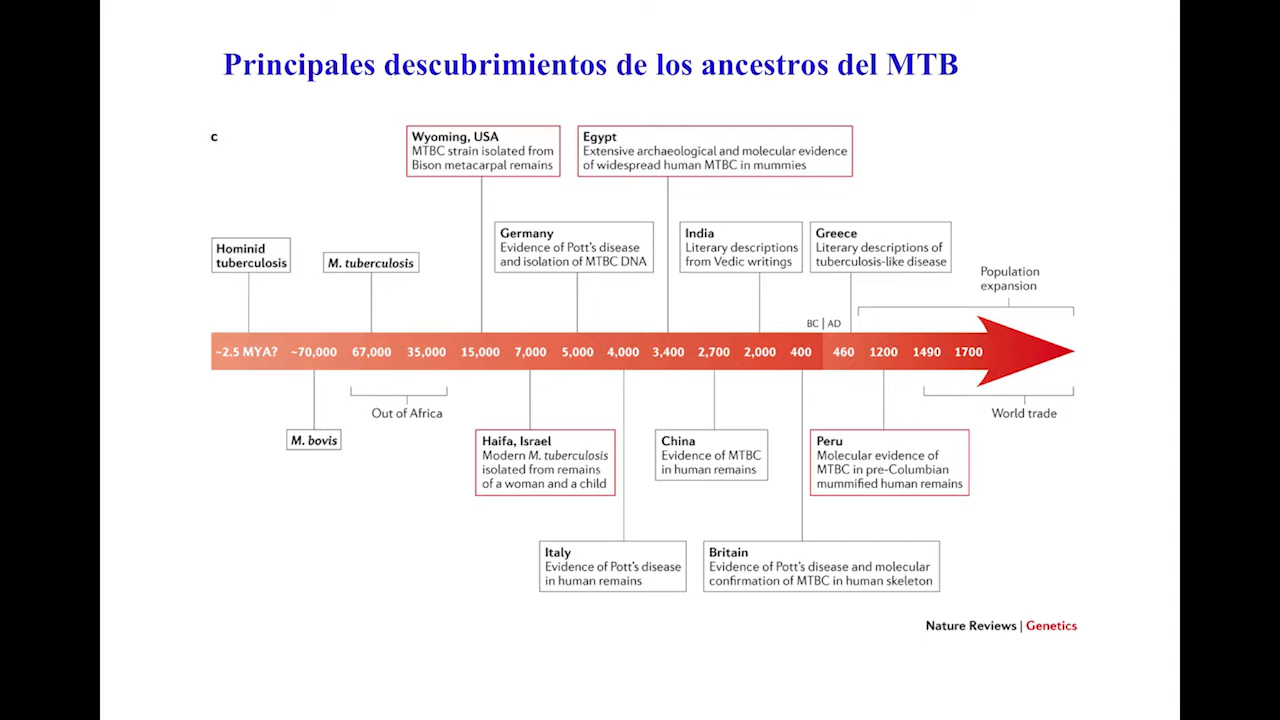 Principales descubrimientos de los ancestros del MTB
c
Wyoming, USA
MTBC strain isolated from
Bison metacarpal remains
Egypt
Extensive archaeological and molecular evidence
of widespread human MTBC in mummies
Hominid
tuberculosis
M. tuberculosis
Germany
Evidence of Pott's disease
and isolation of MTBC DNA
India
Literary descriptions
from Vedic writings
Greece
Literary descriptions of
tuberculosis-like disease
Population
expansion
BC | AD
~2.5 MYA? ~70,000 67,000 35,000 15,000 7,000 5,000 4,000 3,400 2,700 2,000 400 460 1200 1490 1700
Out of Africa
World trade
M. bovis
Haifa, Israel
Modern M. tuberculosis
isolated from remains
of a woman and a child
China
Evidence of MTBC
in human remains
Peru
Molecular evidence of
MTBC in pre-Columbian
mummified human remains
Italy
Evidence of Pott's disease
in human remains
Britain
Evidence of Pott's disease and molecular
confirmation of MTBC in human skeleton
Nature Reviews | Genetics